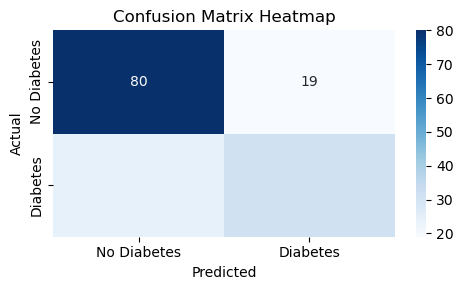 Confusion Matrix Heatmap
Actual
No Diabetes
Diabetes
80
19
No Diabetes
Diabetes
Predicted
80
70
60
50
40
30
20